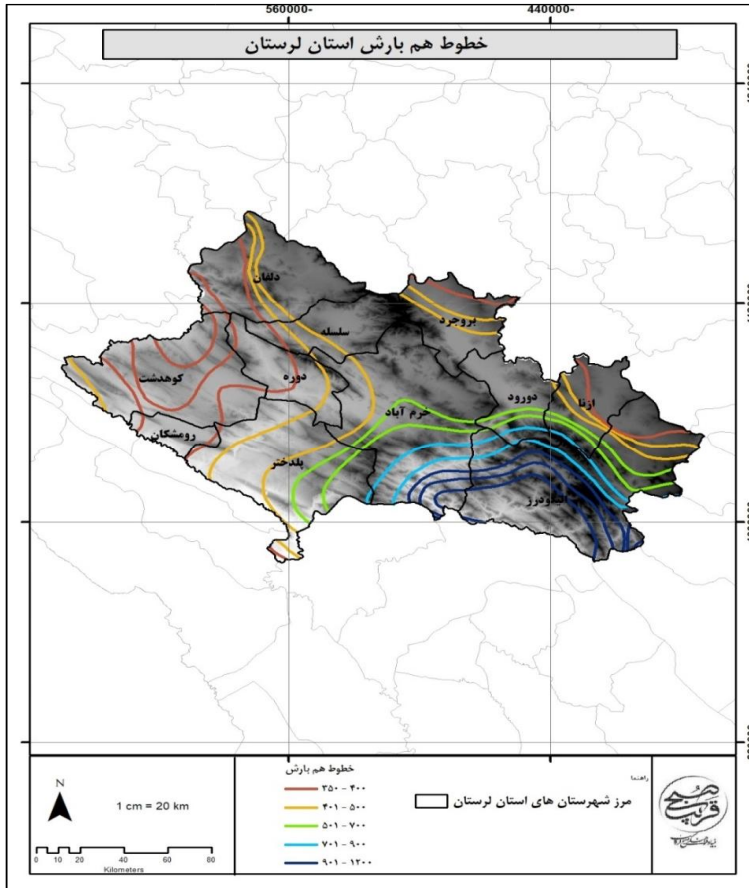 560000-
440000-
خطوط هم بارش استان لرستان
دلفان
سلسله
بروجرد
کوهدشت
دوره
خرم آباد
دورود
ازنا
رومشکان
پلدختر
الیگودرز
N
1 cm = 20 km
0 5 10 20 40 60 80
Kilometers
خطوط هم بارش
۳۵۰ - ۴۰۰
۴۰۱ - ۵۰۰
۵۰۱ - ۷۰۰
۷۰۱ - ۹۰۰
۹۰۱ - ۱۲۰۰
راهنما
مرز شهرستان های استان لرستان